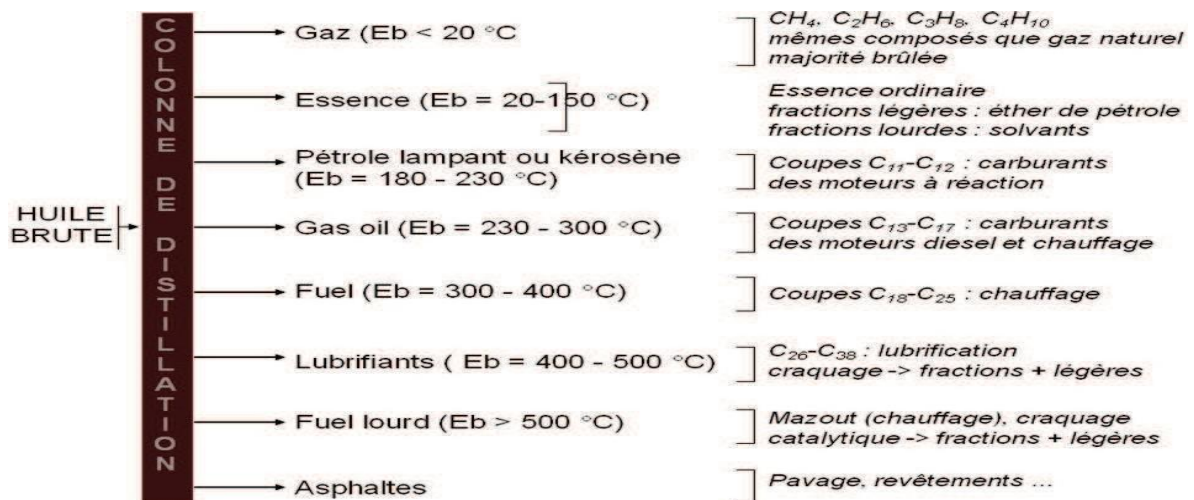 COLONNE DE DISTILLATION
HUILE
BRUTE
Gaz (Eb < 20 °C
CH₄, C₂H₆, C₃H₈, C₄H₁₀
mêmes composés que gaz naturel
majorité brûlée
Essence (Eb = 20-150 °C)
Essence ordinaire
fractions légères : éther de pétrole
fractions lourdes : solvants
Pétrole lampant ou kérosène
(Eb = 180 - 230 °C)
Coupes C₁₁-C₁₂ : carburants
des moteurs à réaction
Gas oil (Eb = 230 - 300 °C)
Coupes C₁₃-C₁₇ : carburants
des moteurs diesel et chauffage
Fuel (Eb = 300 - 400 °C)
Coupes C₁₈-C₂₅ : chauffage
Lubrifiants ( Eb = 400 - 500 °C)
C₂₆-C₃₈ : lubrification
craquage -> fractions + légères
Fuel lourd (Eb > 500 °C)
Mazout (chauffage), craquage
catalytique -> fractions + légères
Asphaltes
Pavage, revêtements ...